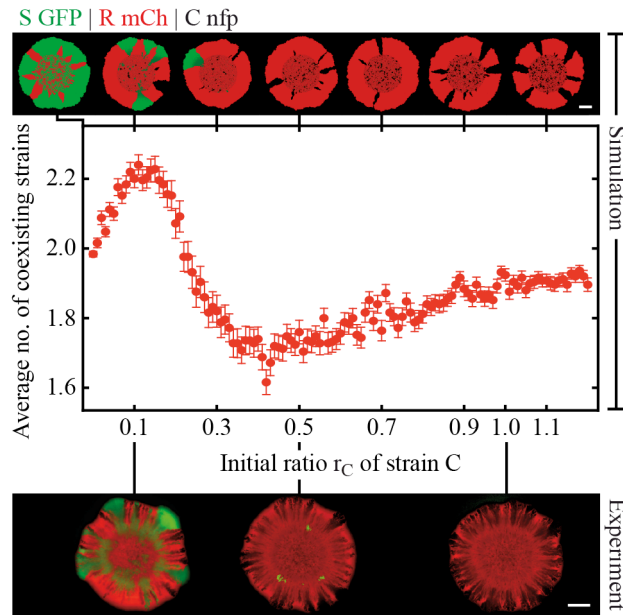 S GFP | R mCh | C nfp
Simulation
Average no. of coexisting strains
2.2
2.0
1.8
1.6
0.1 0.3 0.5 0.7 0.9 1.0 1.1
Initial ratio rC of strain C
Experiment